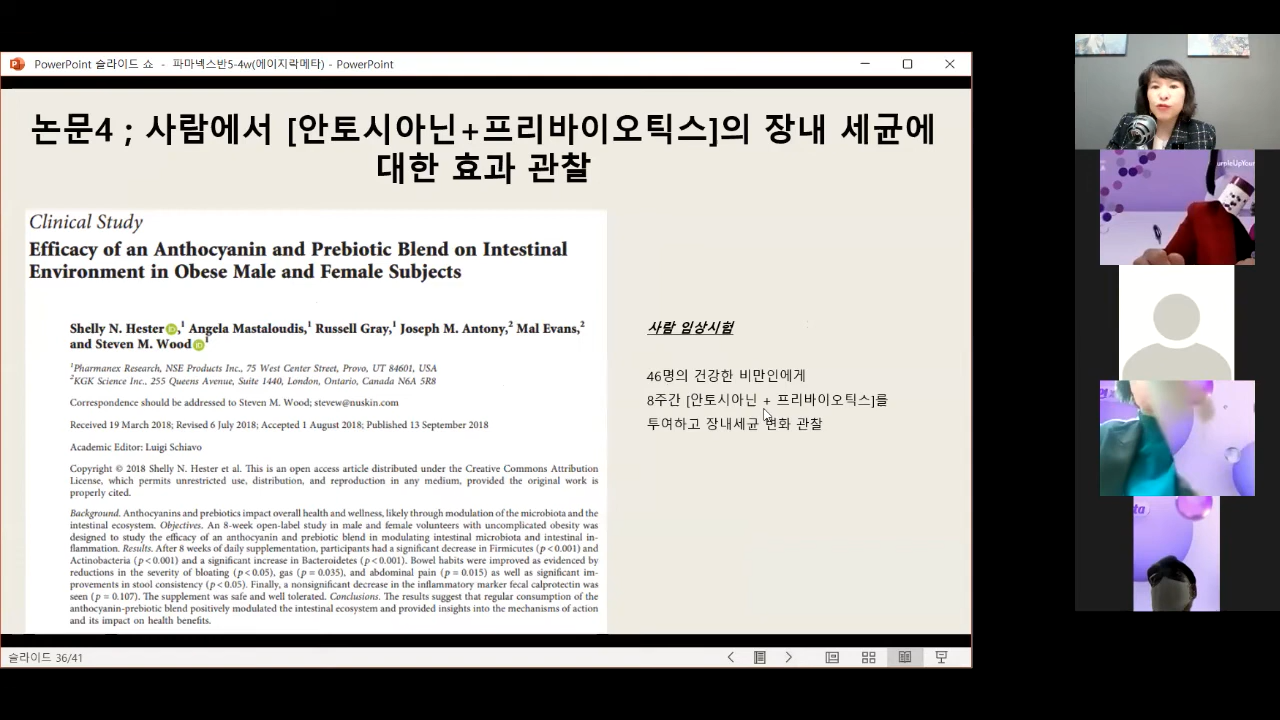 PowerPoint 슬라이드 쇼 - 파마넥스반5-4w(에이지락메타) - PowerPoint
논문4 ; 사람에서 [안토시아닌+프리바이오틱스]의 장내 세균에
대한 효과 관찰
Clinical Study
Efficacy of an Anthocyanin and Prebiotic Blend on Intestinal
Environment in Obese Male and Female Subjects
Shelly N. Hester,¹ Angela Mastaloudis,¹ Russell Gray,¹ Joseph M. Antony,² Mal Evans,²
and Steven M. Wood¹
¹Pharmanex Research, NSE Products Inc., 75 West Center Street, Provo, UT 84601, USA
²KGK Science Inc., 255 Queens Avenue, Suite 1440, London, Ontario, Canada N6A 5R8
Correspondence should be addressed to Steven M. Wood; stevew@nuskin.com
Received 19 March 2018; Revised 6 July 2018; Accepted 1 August 2018; Published 13 September 2018
Academic Editor: Luigi Schiavo
Copyright © 2018 Shelly N. Hester et al. This is an open access article distributed under the Creative Commons Attribution
License, which permits unrestricted use, distribution, and reproduction in any medium, provided the original work is
properly cited.
Background. Anthocyanins and prebiotics impact overall health and wellness, likely through modulation of the microbiota and the
intestinal ecosystem. Objectives. An 8-week open-label study in male and female volunteers with uncomplicated obesity was
designed to study the efficacy of an anthocyanin and prebiotic blend in modulating intestinal microbiota and intestinal in-
flammation. Results. After 8 weeks of daily supplementation, participants had a significant decrease in Firmicutes (p < 0.001) and
Actinobacteria (p < 0.001) and a significant increase in Bacteroidetes (p < 0.001). Bowel habits were improved as evidenced by
reductions in the severity of bloating (p < 0.05), gas (p = 0.035), and abdominal pain (p = 0.015) as well as significant im-
provements in stool consistency (p < 0.05). Finally, a nonsignificant decrease in the inflammatory marker fecal calprotectin was
seen (p = 0.107). The supplement was safe and well tolerated. Conclusions. The results suggest that regular consumption of the
anthocyanin-prebiotic blend positively modulated the intestinal ecosystem and provided insights into the mechanisms of action
and its impact on health benefits.
사람 임상시험
46명의 건강한 비만인에게
8주간 [안토시아닌 + 프리바이오틱스]를
투여하고 장내세균 변화 관찰
슬라이드 36/41